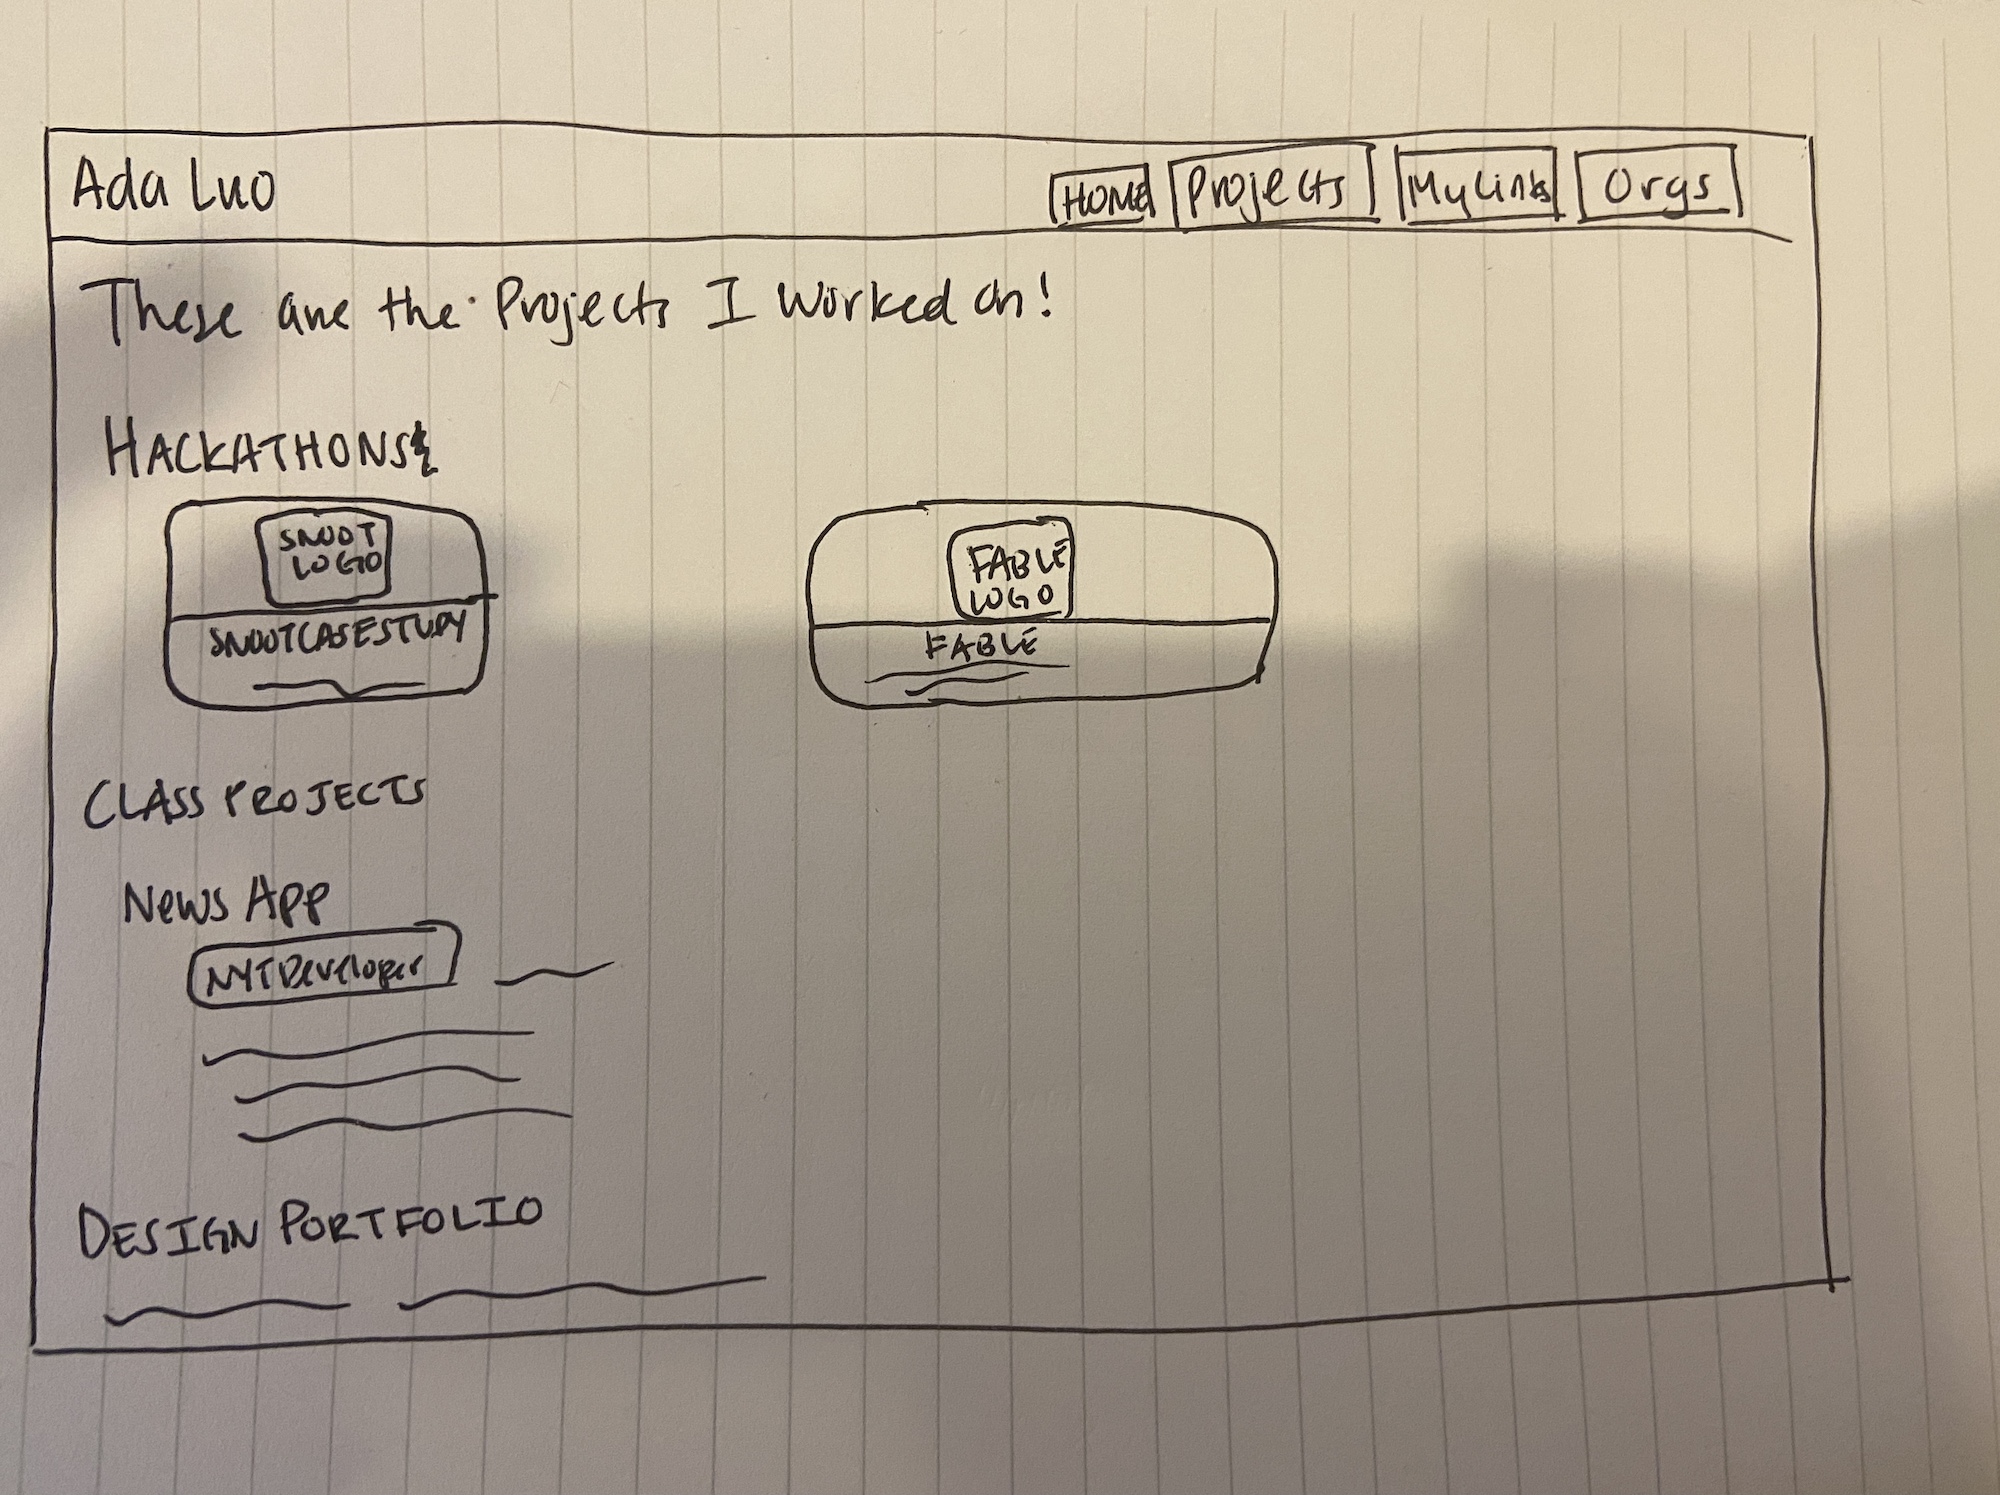 Ada Luo
HOME Projects MyLinks Orgs
These are the Projects I Worked on!
HACKATHONS
SNOOT
LOGO
SNOOTCASESTUDY
FABLE
LOGO
FABLE
CLASS PROJECTS
News App
NYTDeveloper
DESIGN PORTFOLIO